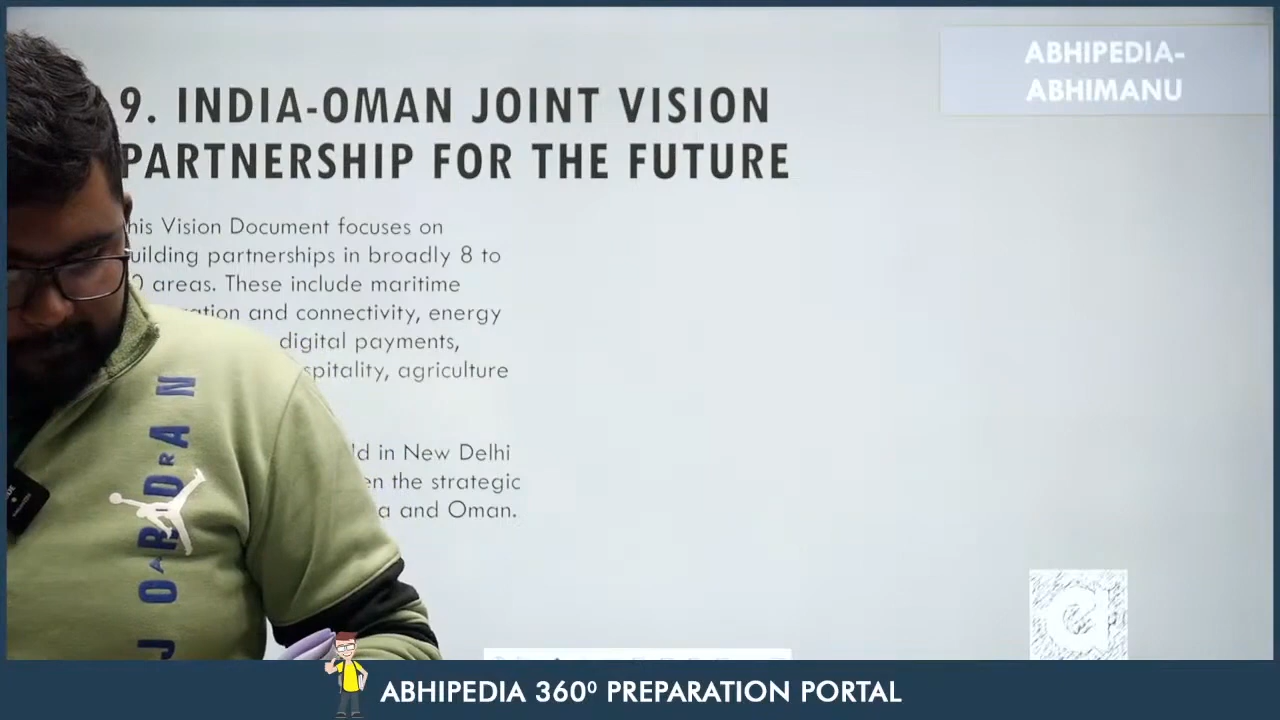 ABHIPEDIA-
ABHIMANU
9. INDIA-OMAN JOINT VISION
PARTNERSHIP FOR THE FUTURE
his Vision Document focuses on
uilding partnerships in broadly 8 to
0 areas. These include maritime
ation and connectivity, energy
digital payments,
spitality, agriculture
ld in New Delhi
en the strategic
a and Oman.
JORDAN
ABHIPEDIA 360⁰ PREPARATION PORTAL